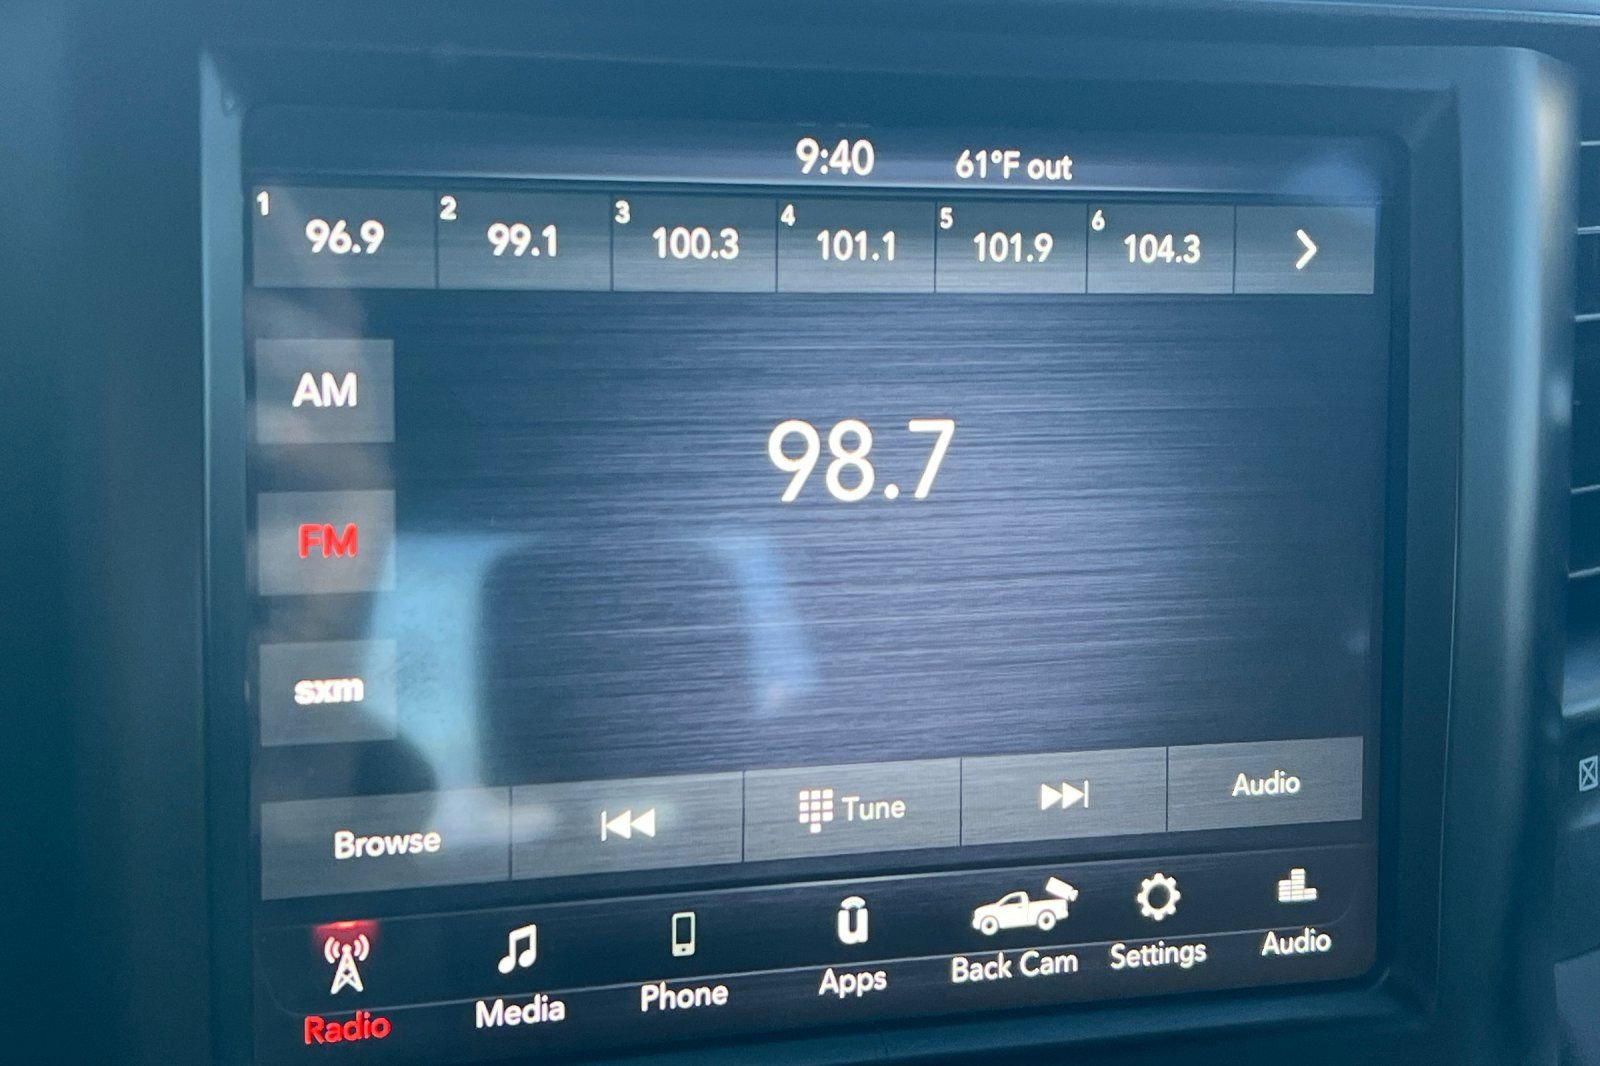 9:40 61°F out
1 96.9 2 99.1 3 100.3 4 101.1 5 101.9 6 104.3
AM
98.7
FM
sxm
Browse Tune Audio
Radio Media Phone Apps Back Cam Settings Audio